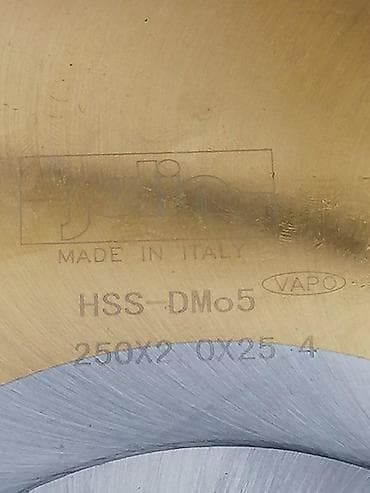 MADE IN ITALY
VAPO
HSS-DMo5
250X2 0X25 4